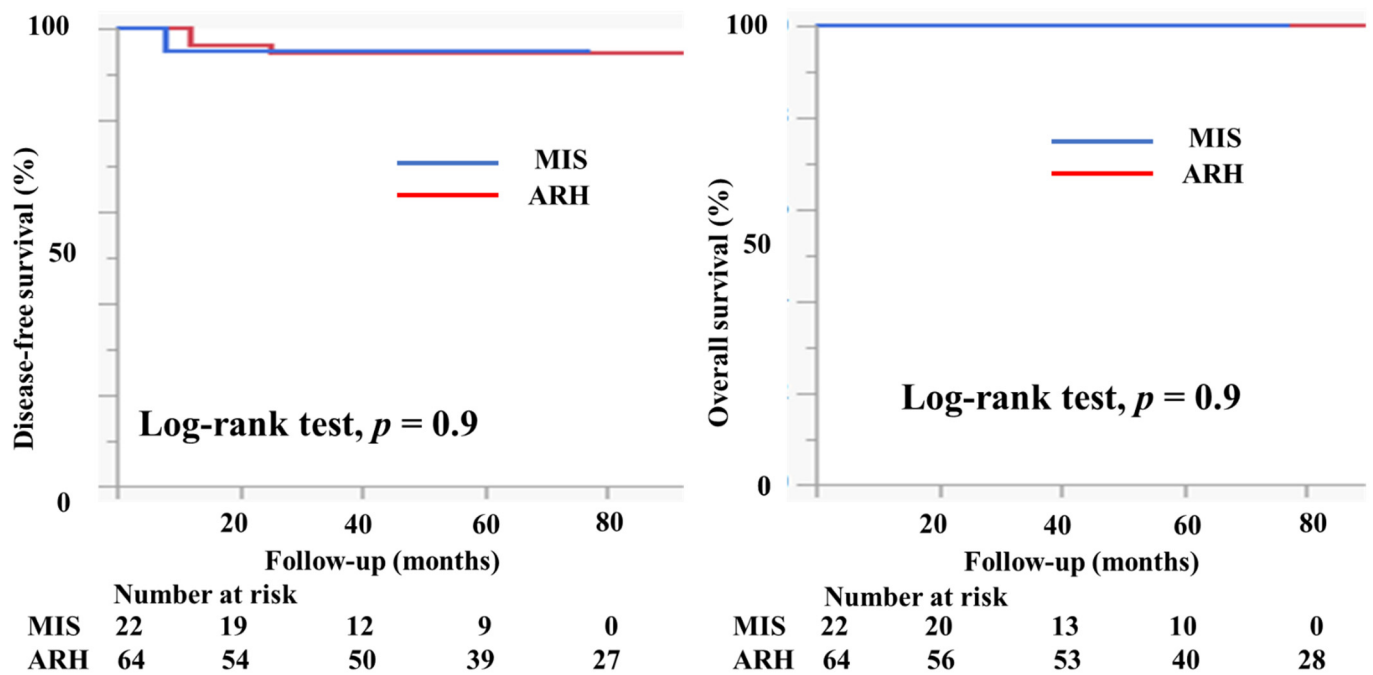 100
50
0
Disease-free survival (%)
MIS
ARH
Log-rank test, p = 0.9
20 40 60 80
Follow-up (months)
Number at risk
MIS 22 19 12 9 0
ARH 64 54 50 39 27
100
50
0
Overall survival (%)
MIS
ARH
Log-rank test, p = 0.9
20 40 60 80
Follow-up (months)
Number at risk
MIS 22 20 13 10 0
ARH 64 56 53 40 28